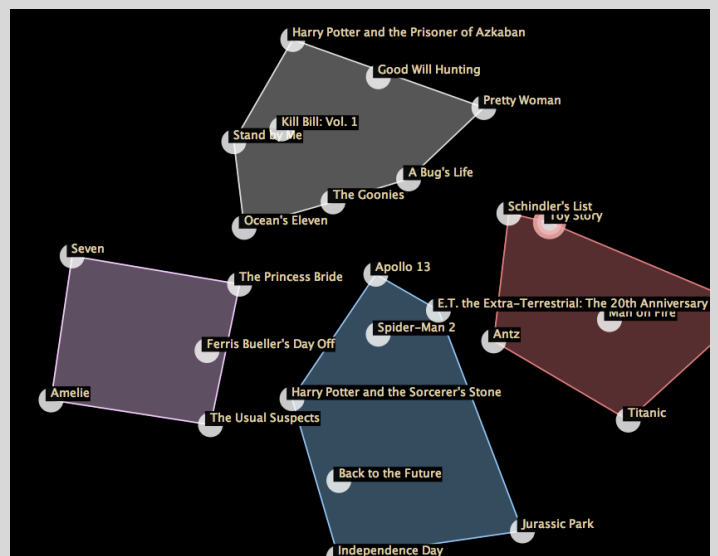 Harry Potter and the Prisoner of Azkaban
Good Will Hunting
Pretty Woman
Kill Bill: Vol. 1
Stand by Me
A Bug's Life
The Goonies
Schindler's List
Toy Story
Ocean's Eleven
Seven
Apollo 13
The Princess Bride
E.T. the Extra-Terrestrial: The 20th Anniversary
Man on Fire
Spider-Man 2
Antz
Ferris Bueller's Day Off
Amelie
Harry Potter and the Sorcerer's Stone
Titanic
The Usual Suspects
Back to the Future
Jurassic Park
Independence Day